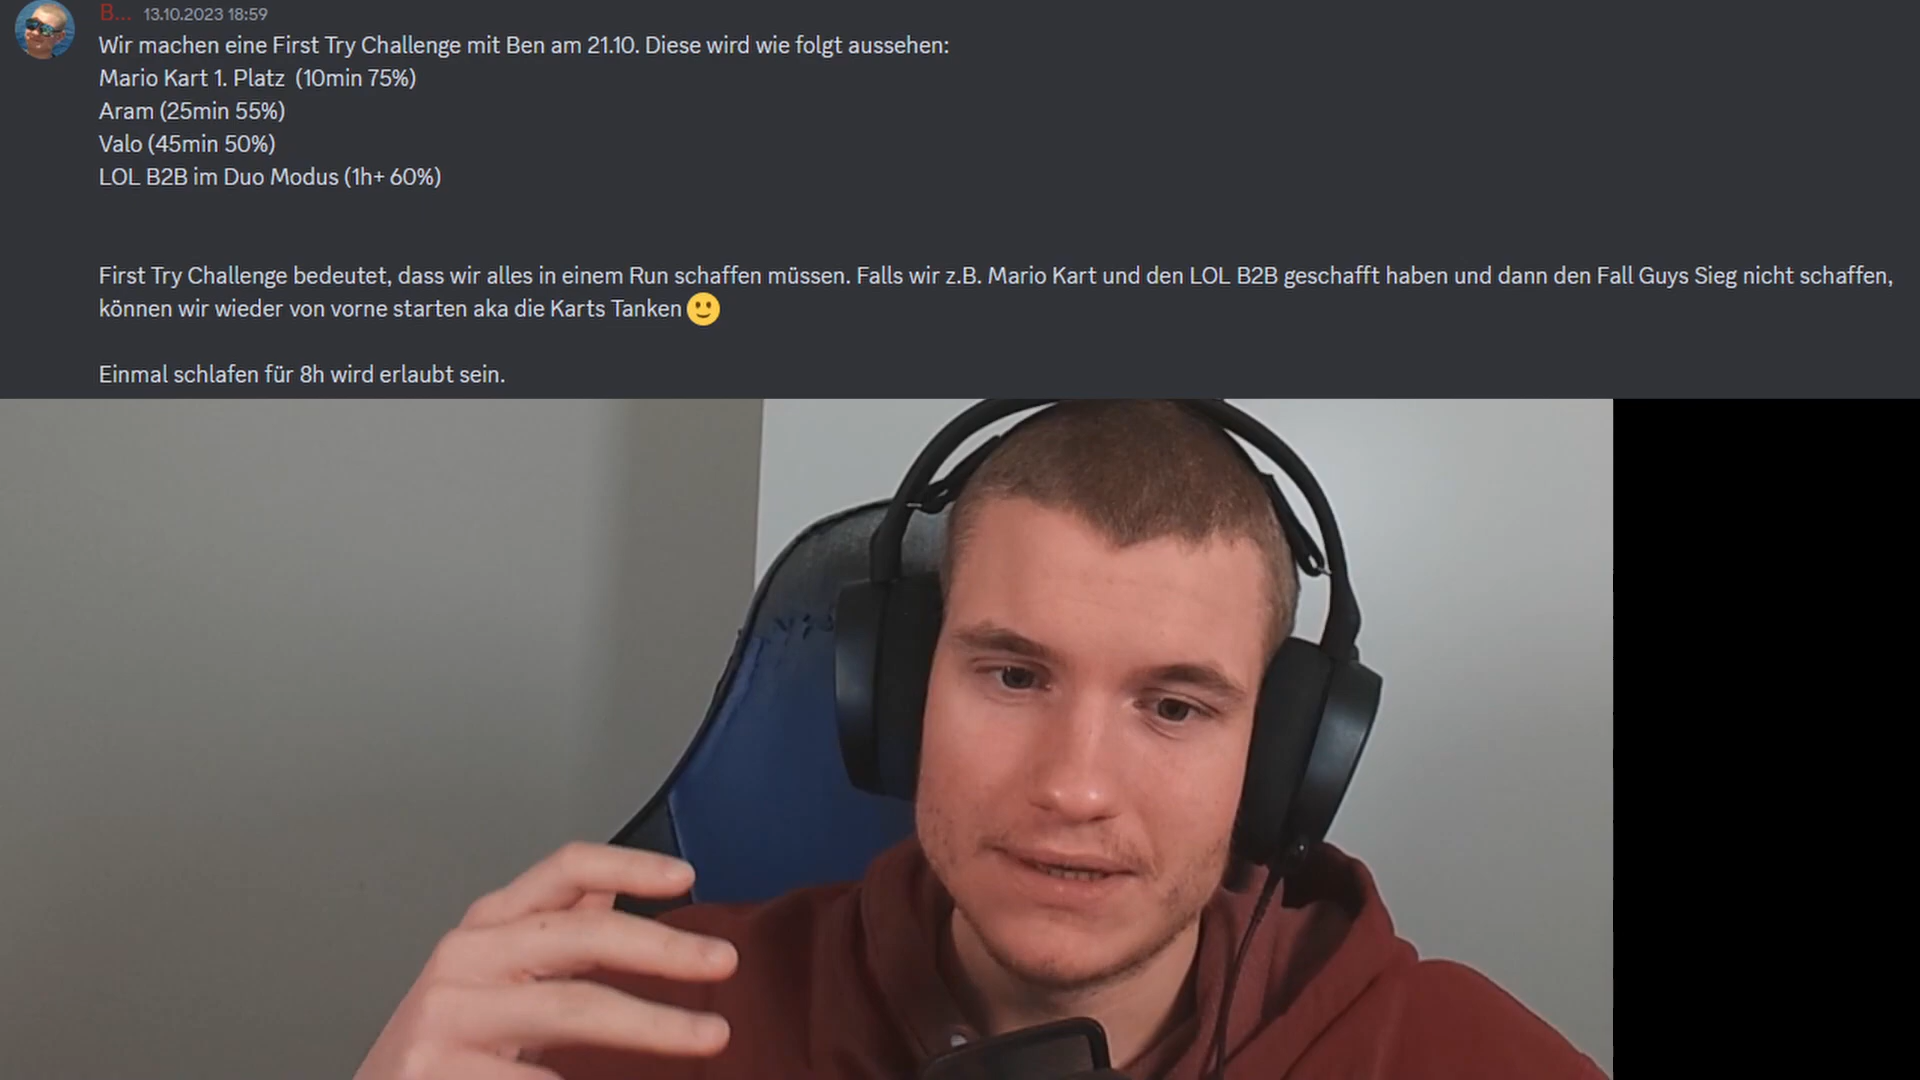 B... 13.10.2023 18:59
Wir machen eine First Try Challenge mit Ben am 21.10. Diese wird wie folgt aussehen:
Mario Kart 1. Platz (10min 75%)
Aram (25min 55%)
Valo (45min 50%)
LOL B2B im Duo Modus (1h+ 60%)
First Try Challenge bedeutet, dass wir alles in einem Run schaffen müssen. Falls wir z.B. Mario Kart und den LOL B2B geschafft haben und dann den Fall Guys Sieg nicht schaffen,
können wir wieder von vorne starten aka die Karts Tanken 🙂
Einmal schlafen für 8h wird erlaubt sein.